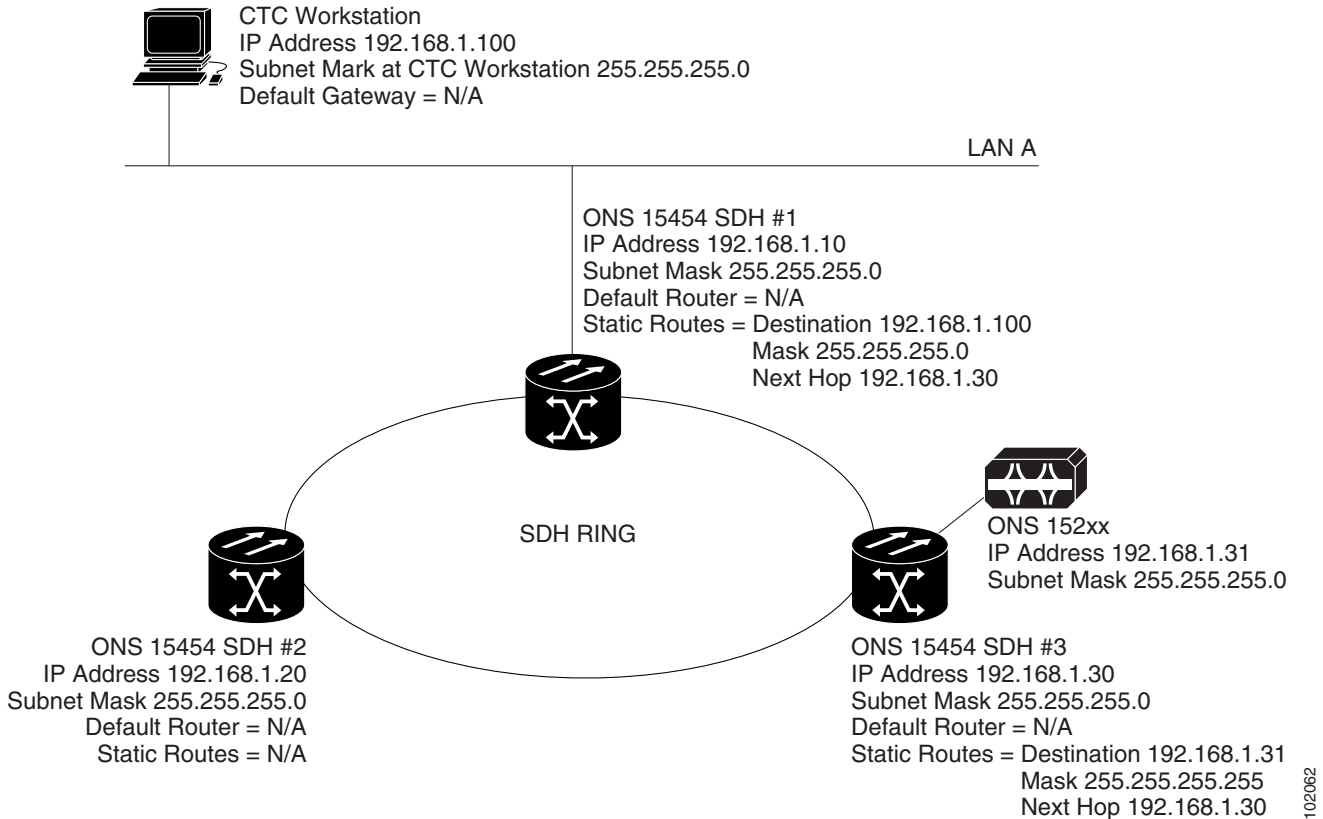 CTC Workstation
IP Address 192.168.1.100
Subnet Mark at CTC Workstation 255.255.255.0
Default Gateway = N/A
LAN A
ONS 15454 SDH #1
IP Address 192.168.1.10
Subnet Mask 255.255.255.0
Default Router = N/A
Static Routes = Destination 192.168.1.100
Mask 255.255.255.0
Next Hop 192.168.1.30
SDH RING
ONS 152xx
IP Address 192.168.1.31
Subnet Mask 255.255.255.0
ONS 15454 SDH #2
IP Address 192.168.1.20
Subnet Mask 255.255.255.0
Default Router = N/A
Static Routes = N/A
ONS 15454 SDH #3
IP Address 192.168.1.30
Subnet Mask 255.255.255.0
Default Router = N/A
Static Routes = Destination 192.168.1.31
Mask 255.255.255.255
Next Hop 192.168.1.30
102062